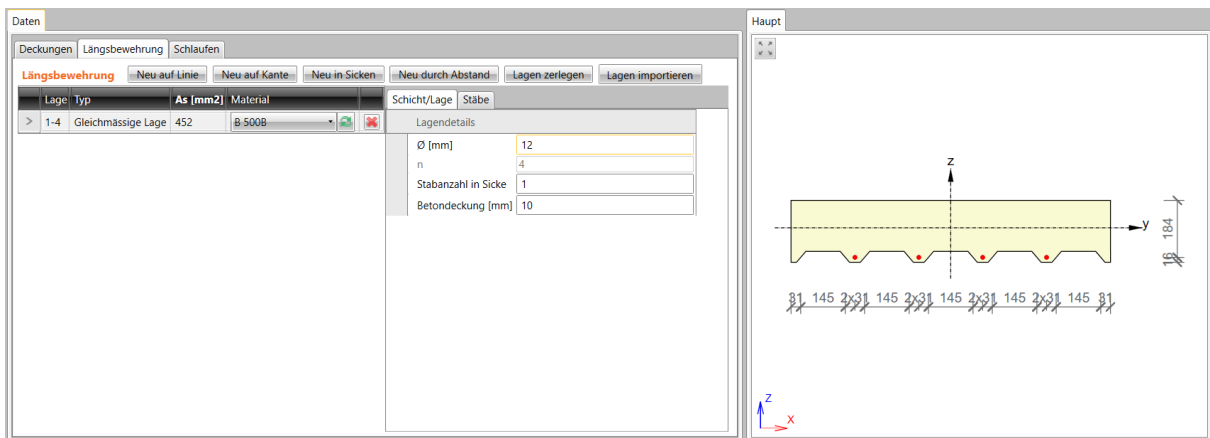 Daten
Deckungen Längsbewehrung Schlaufen
Längsbewehrung Neu auf Linie Neu auf Kante Neu in Sicken Neu durch Abstand Lagen zerlegen Lagen importieren
Lage Typ As [mm2] Material
> 1-4 Gleichmässige Lage 452 B 500B
Schicht/Lage Stäbe
Lagendetails
Ø [mm] 12
n 4
Stabanzahl in Sicke 1
Betondeckung [mm] 10
Haupt
z
y
184
16
31 145 2x31 145 2x31 145 2x31 145 2x31 145 31
Z
X